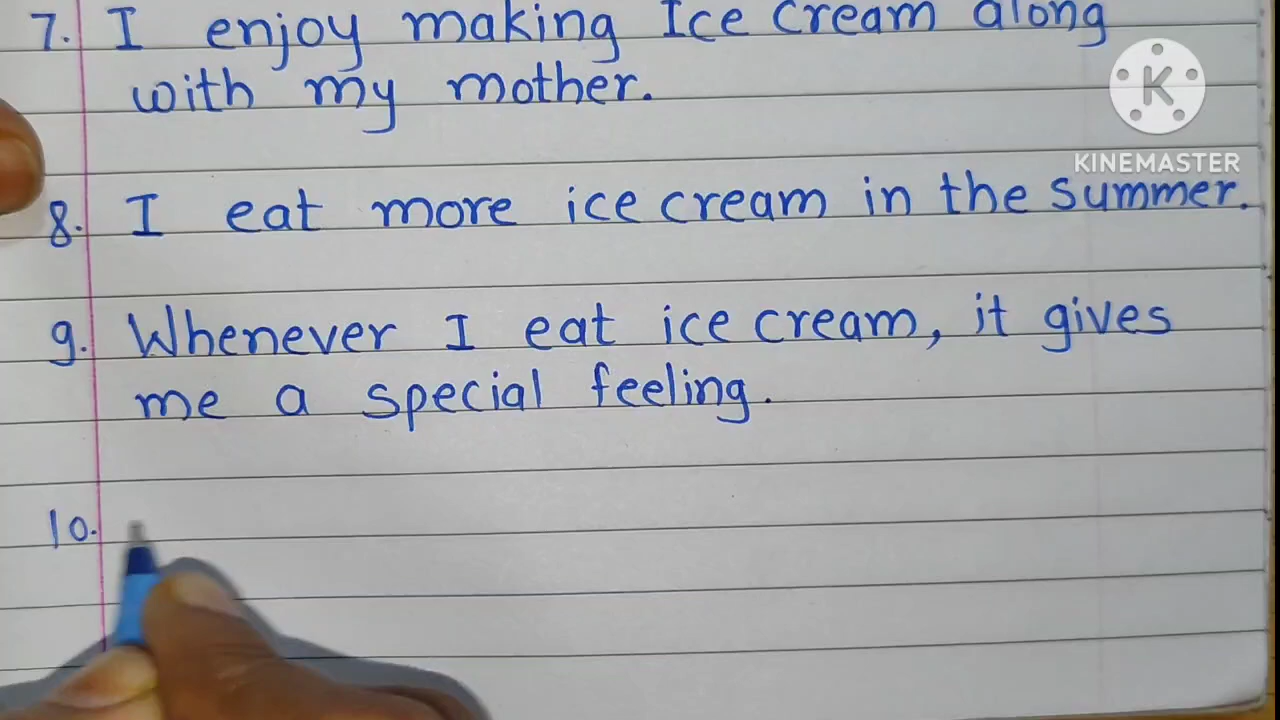 7. I enjoy making Ice cream along
with my mother.
K
KINEMASTER
8. I eat more ice cream in the summer.
9. Whenever I eat ice cream, it gives
me a special feeling.
10.